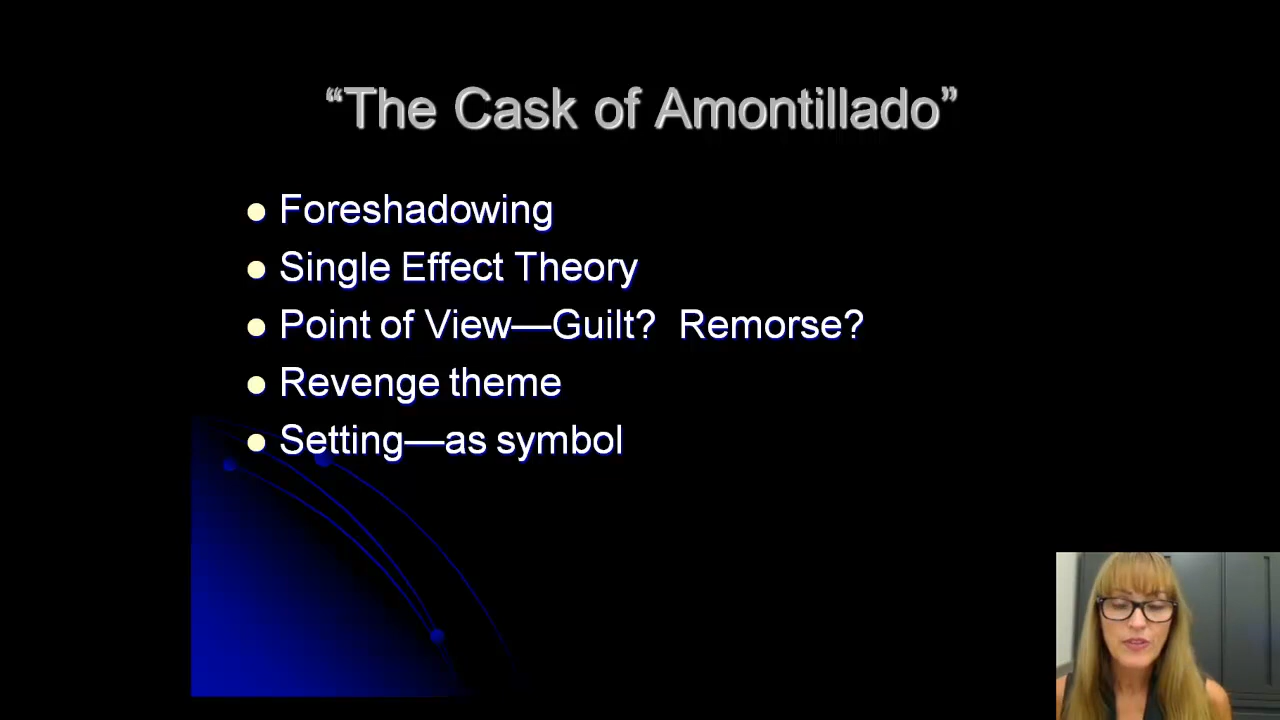 “The Cask of Amontillado”
Foreshadowing
Single Effect Theory
Point of View—Guilt?  Remorse?
Revenge theme
Setting—as symbol